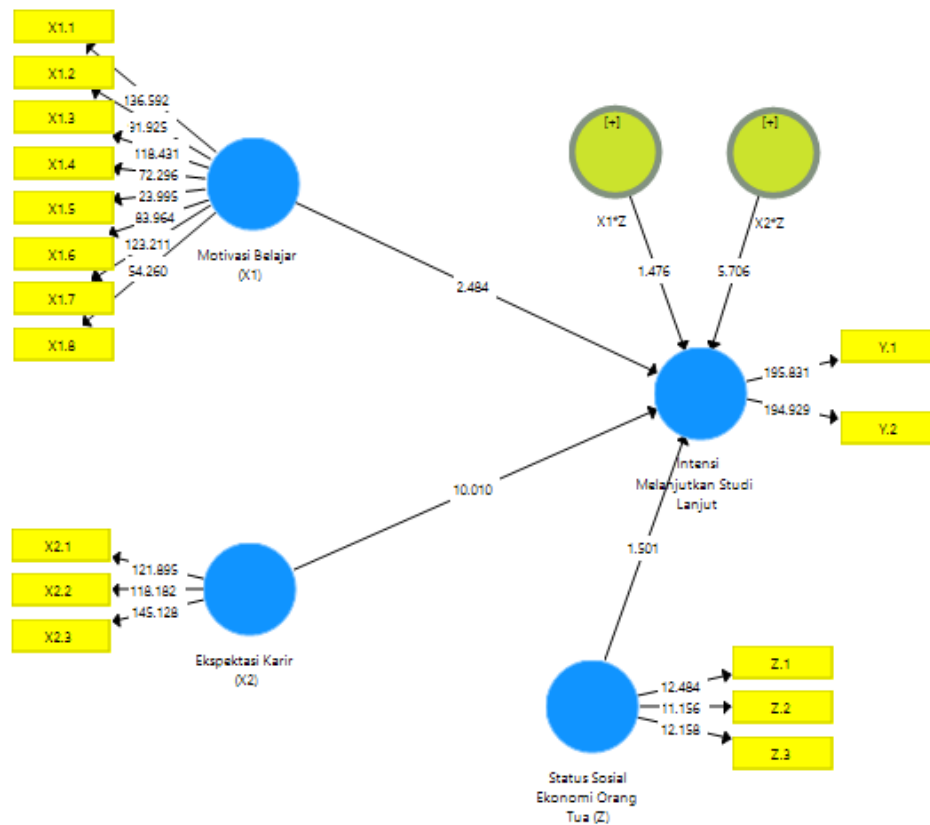 X1.1
X1.2
X1.3
X1.4
X1.5
X1.6
X1.7
X1.8
136.592
91.925
118.431
72.296
23.995
83.964
123.211
54.260
Motivasi Belajar
(X1)
[+]
X1*Z
[+]
X2*Z
1.476
5.706
2.484
Y.1
Y.2
195.831
194.929
Intensi
Melanjutkan Studi
Lanjut
10.010
1.501
X2.1
X2.2
X2.3
121.895
118.182
145.128
Ekspektasi Karir
(X2)
Z.1
Z.2
Z.3
12.484
11.156
12.158
Status Sosial
Ekonomi Orang
Tua (Z)